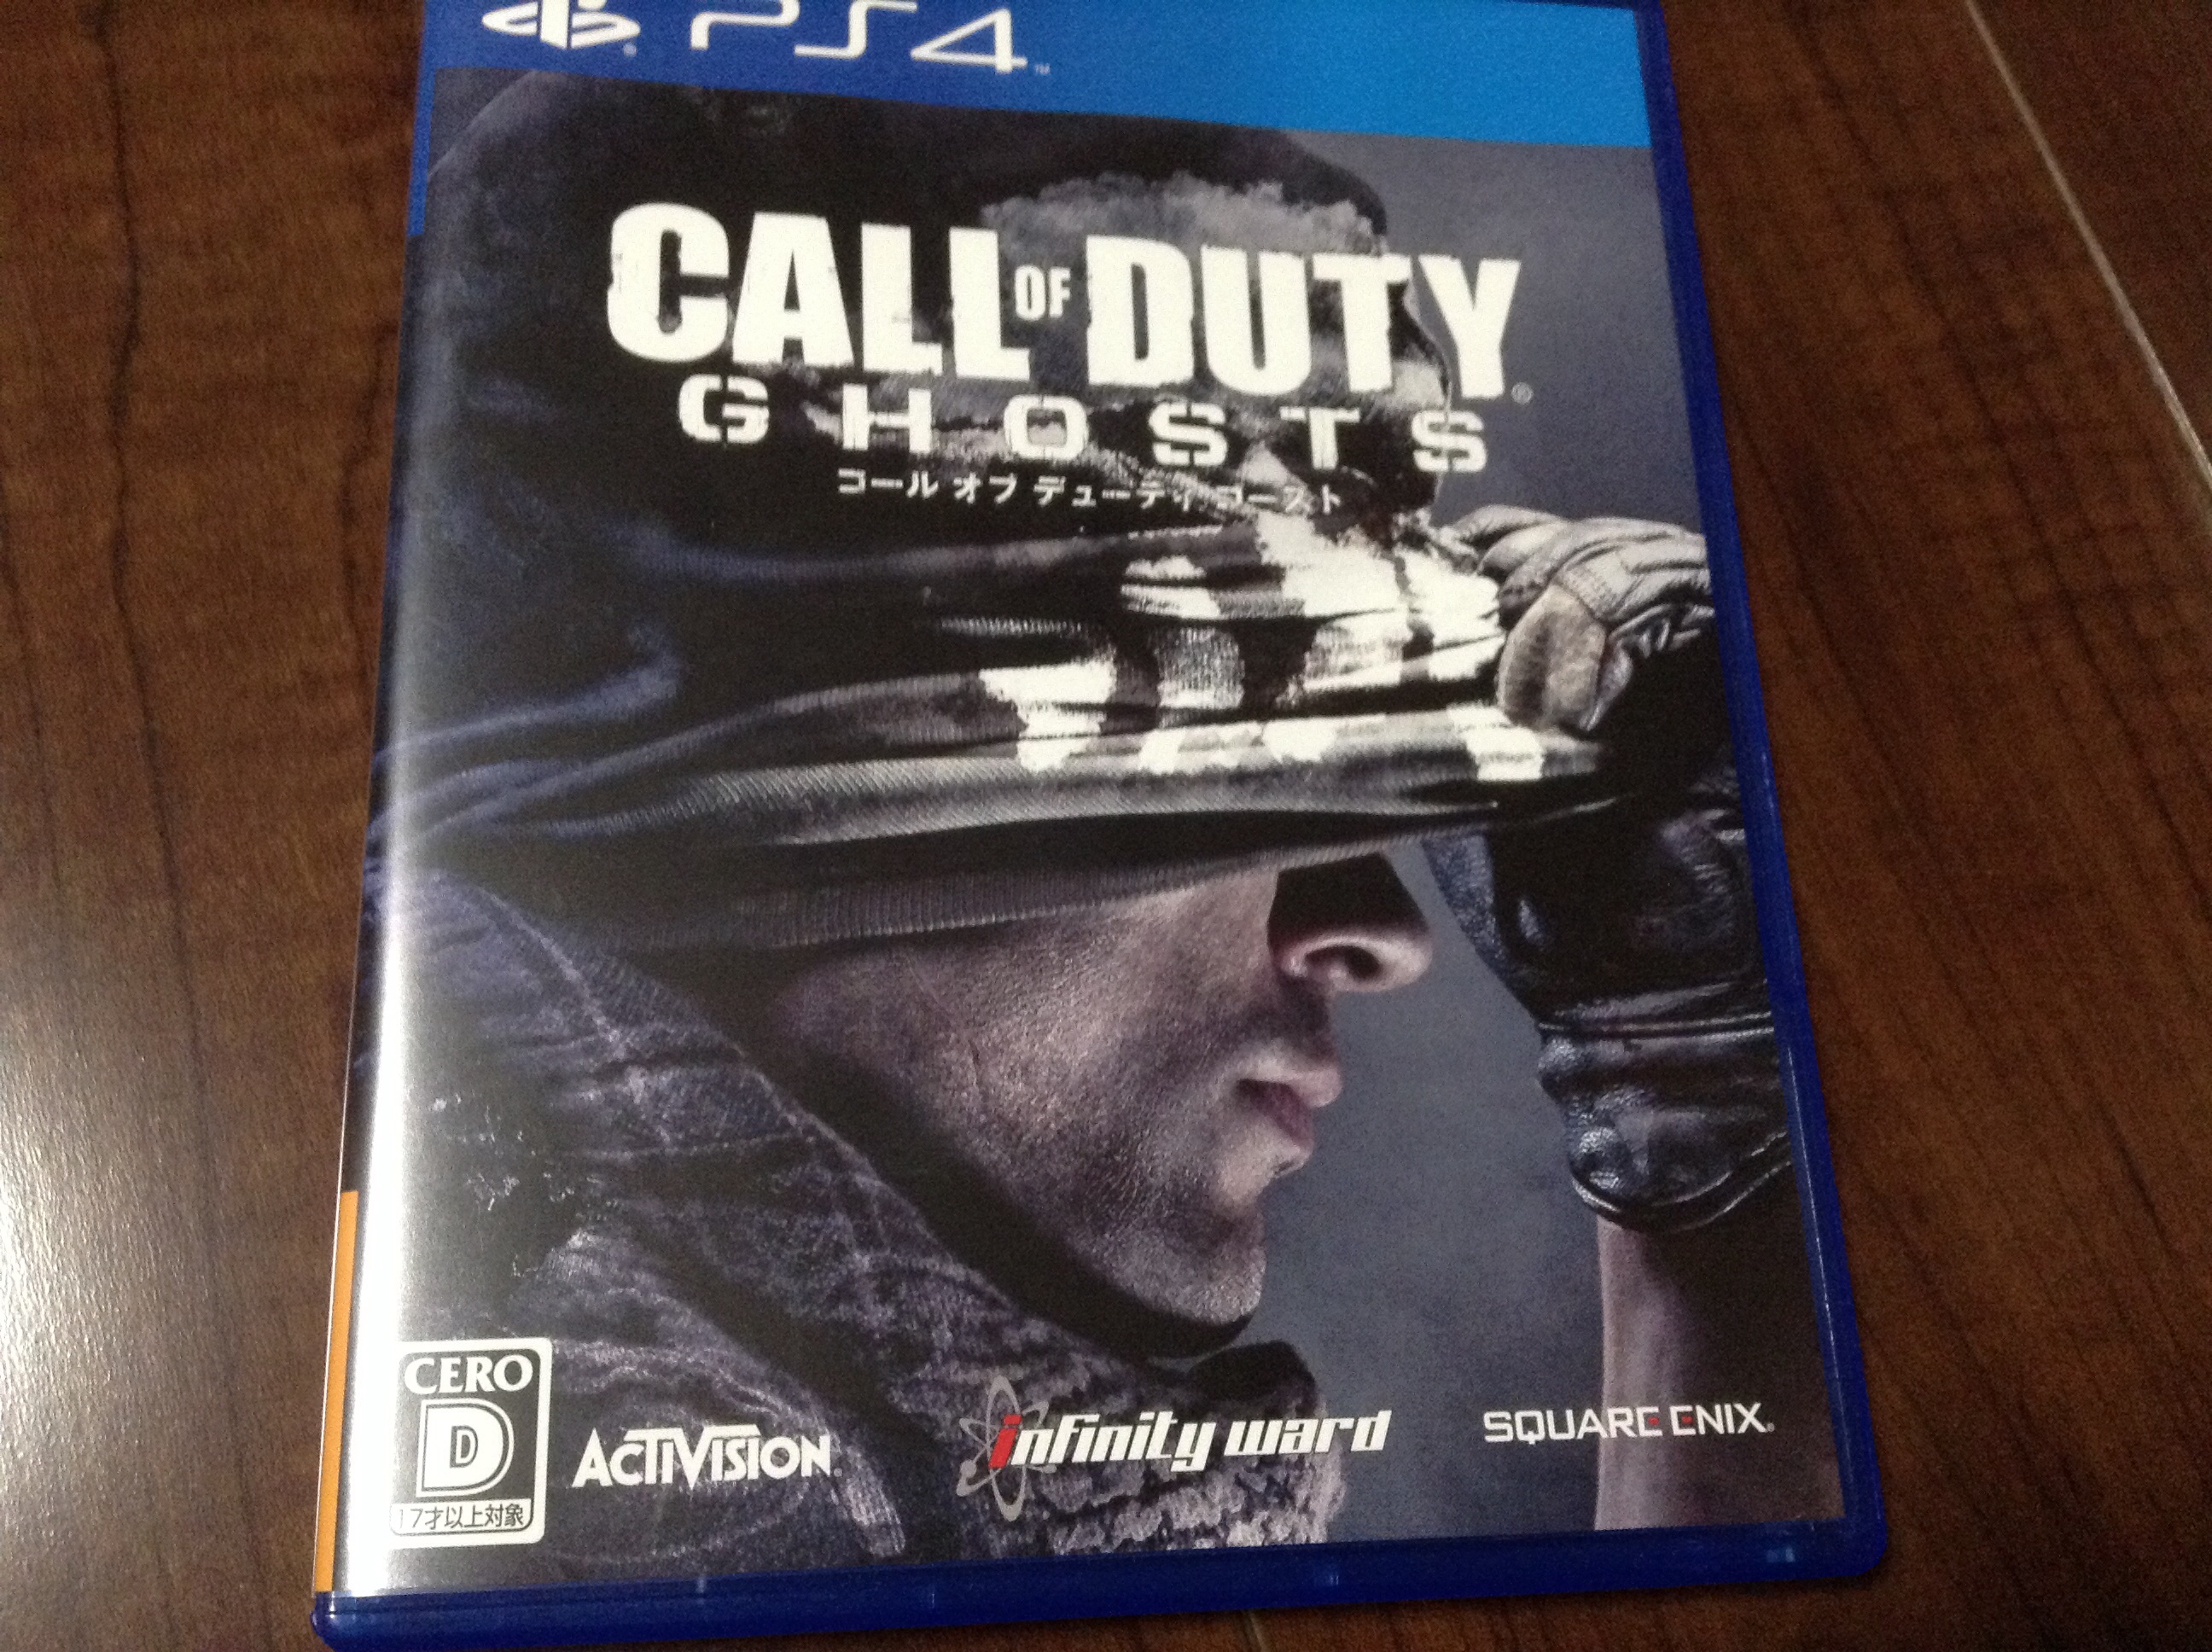 PS4
CALL OF DUTY
GHOSTS
コール オブ デューティ ゴースト
CERO
D
17才以上対象
ACTIVISION
infinity ward
SQUARE ENIX